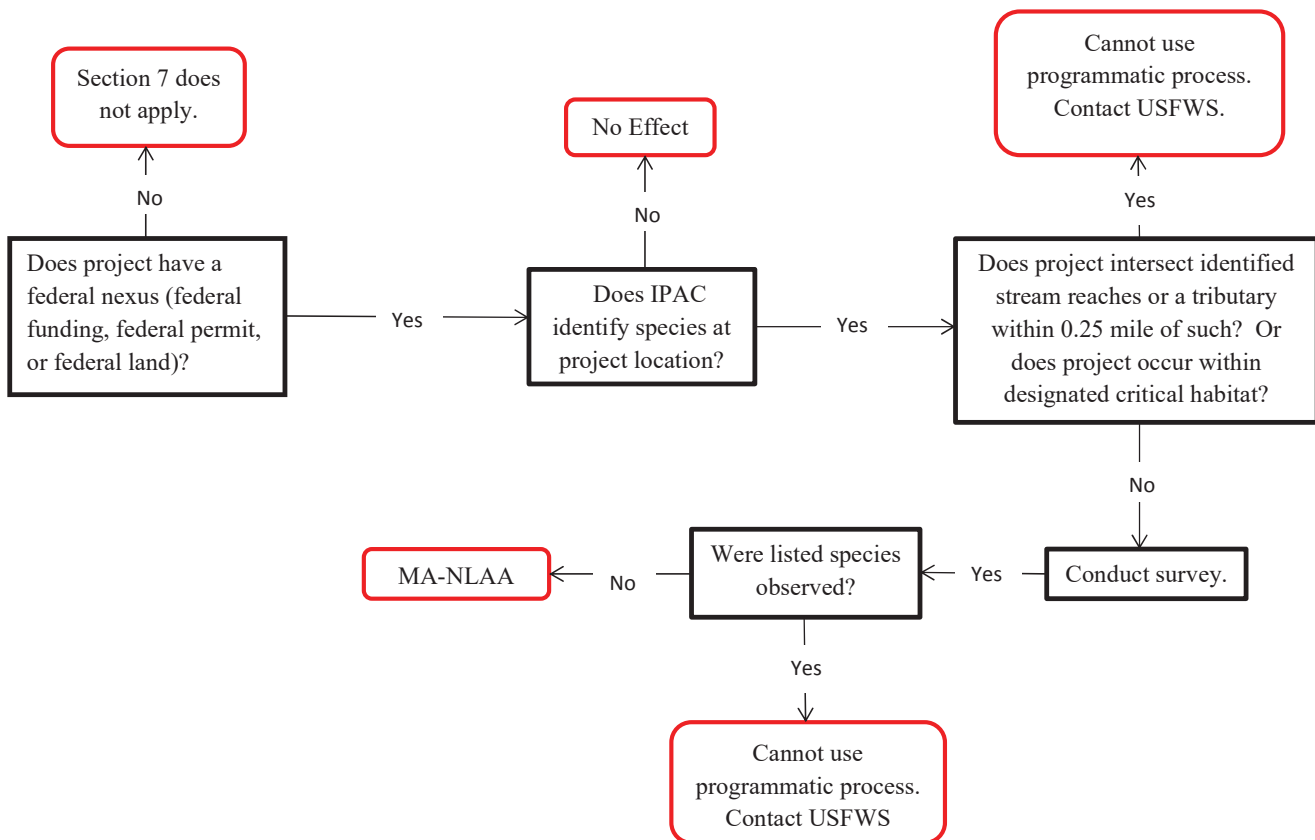 Section 7 does
not apply.
No
Does project have a
federal nexus (federal
funding, federal permit,
or federal land)?
Yes
No Effect
No
Does IPAC
identify species at
project location?
Yes
Cannot use
programmatic process.
Contact USFWS.
Yes
Does project intersect identified
stream reaches or a tributary
within 0.25 mile of such?  Or
does project occur within
designated critical habitat?
No
Conduct survey.
Yes
Were listed species
observed?
No
MA-NLAA
Yes
Cannot use
programmatic process.
Contact USFWS